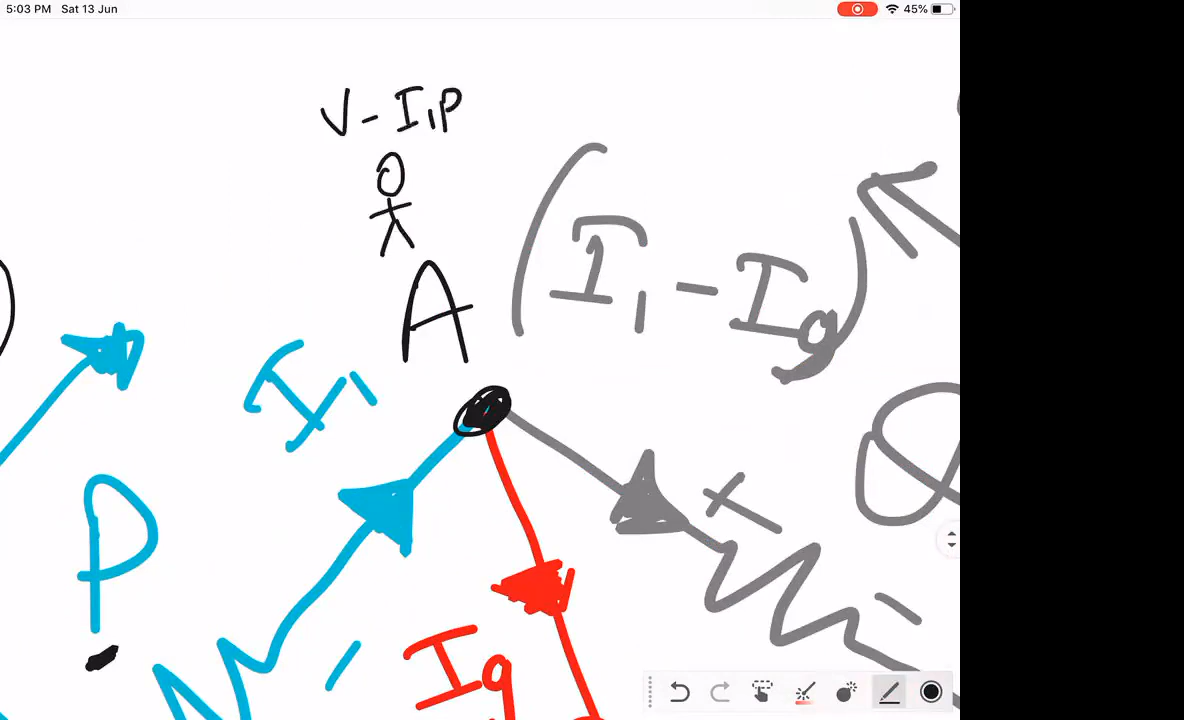 5:03 PM Sat 13 Jun
45%
V - I₁P
A
(I₁ - Ig)
I₁
P
Q
+
-
-
Ig